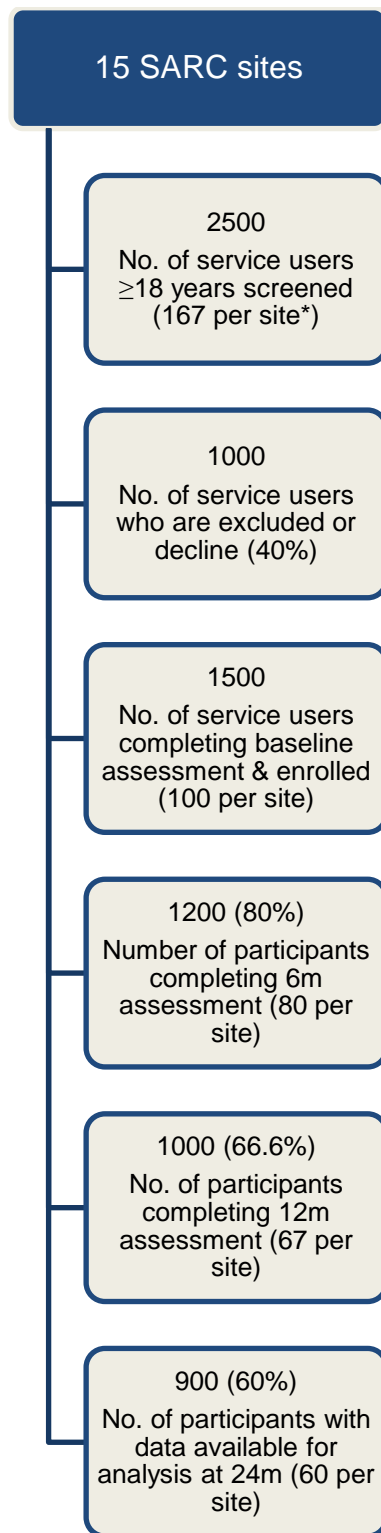 15 SARC sites
2500
No. of service users
≥18 years screened
(167 per site*)
1000
No. of service users
who are excluded or
decline (40%)
1500
No. of service users
completing baseline
assessment & enrolled
(100 per site)
1200 (80%)
Number of participants
completing 6m
assessment (80 per
site)
1000 (66.6%)
No. of participants
completing 12m
assessment (67 per
site)
900 (60%)
No. of participants with
data available for
analysis at 24m (60 per
site)